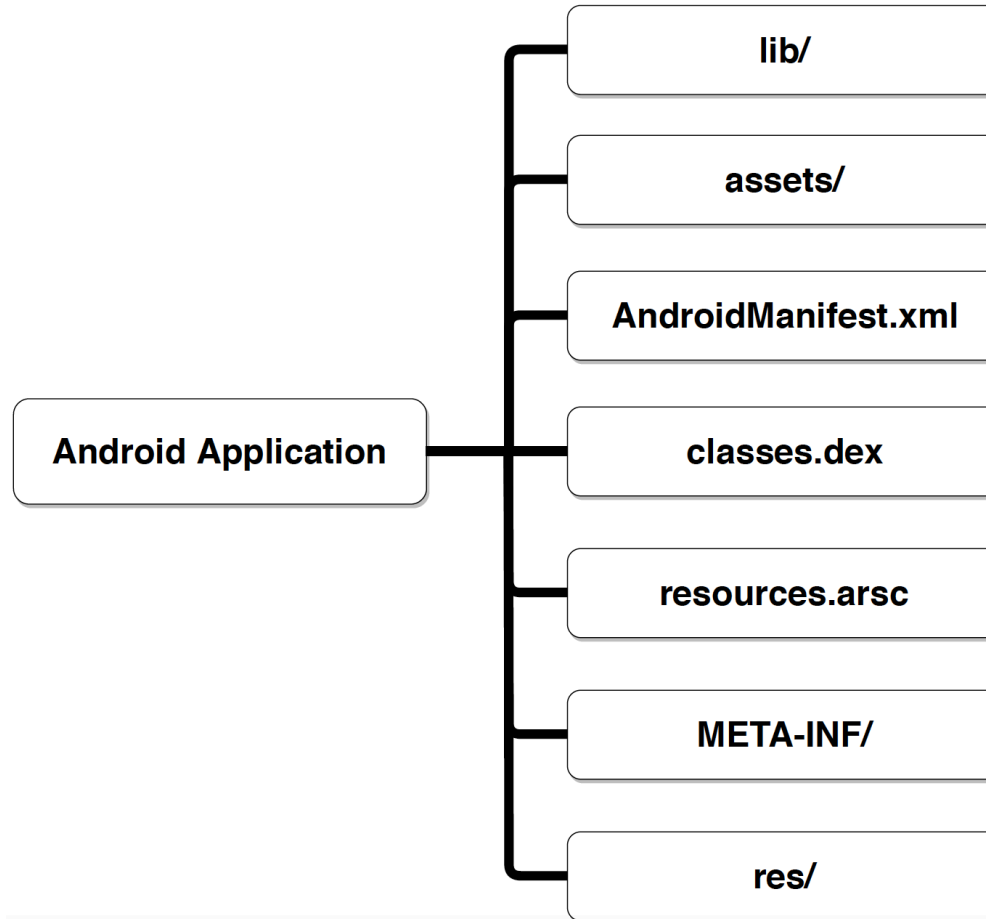 lib/
assets/
AndroidManifest.xml
Android Application
classes.dex
resources.arsc
META-INF/
res/